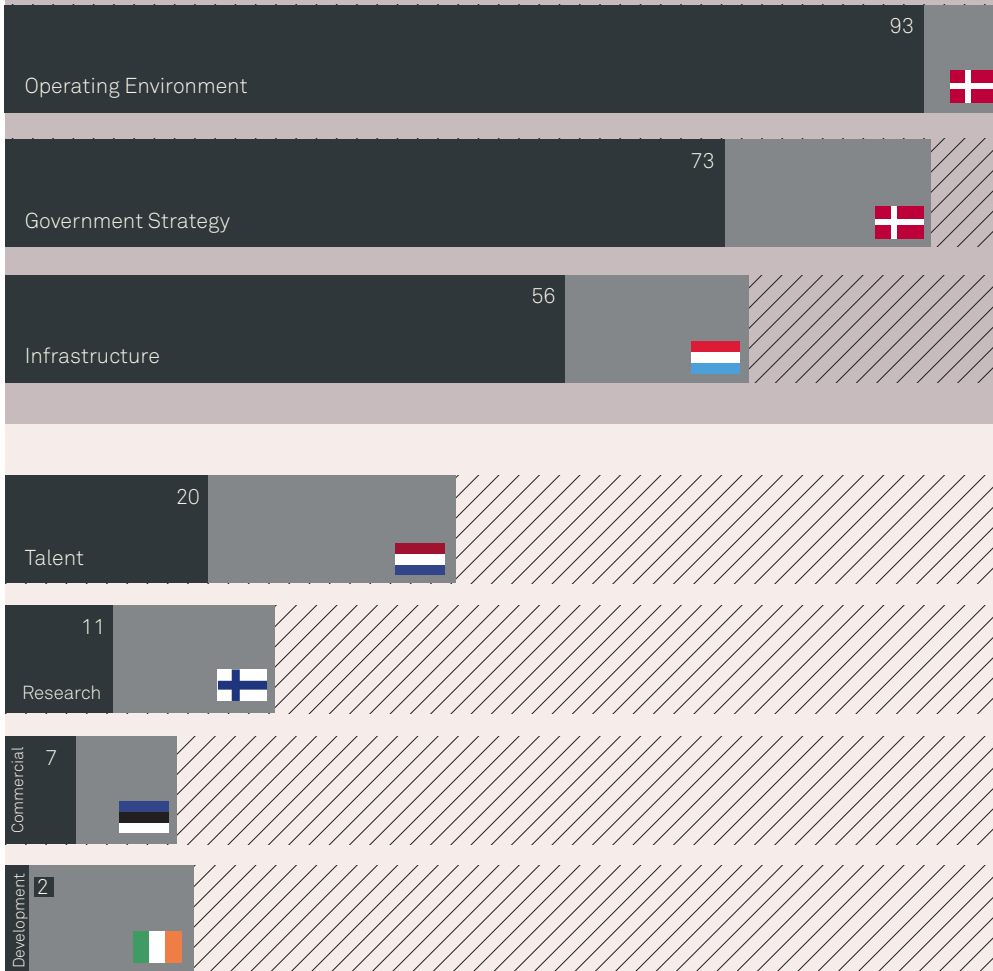 93
Operating Environment
73
Government Strategy
56
Infrastructure
20
Talent
11
Research
7
Commercial
2
Development